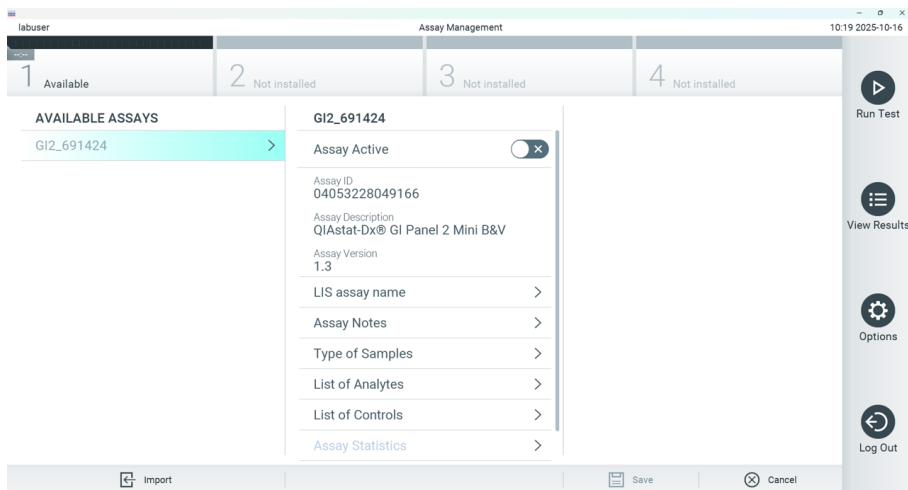 labuser
Assay Management
10:19 2025-10-16
--:--
1 Available
2 Not installed
3 Not installed
4 Not installed
Run Test
View Results
Options
Log Out
AVAILABLE ASSAYS
GI2_691424
GI2_691424
Assay Active
Assay ID
04053228049166
Assay Description
QIAstat-Dx® GI Panel 2 Mini B&V
Assay Version
1.3
LIS assay name
Assay Notes
Type of Samples
List of Analytes
List of Controls
Assay Statistics
Import
Save
Cancel